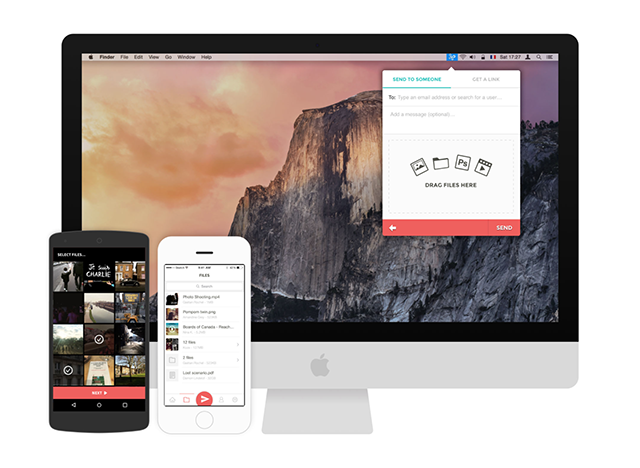 Finder File Edit View Go Window Help
Sat 17:27
SEND TO SOMEONE GET A LINK
To: Type an email address or search for a user...
Add a message (optional)...
Ps
DRAG FILES HERE
SEND
SELECT FILES...
Je suis
CHARLIE
NEXT
9:41 AM
FILES
Search
Photo Shooting.mp4
Pompom twin.png
Boards of Canada - Reach ...
12 files
2 files
Lost scenario.pdf